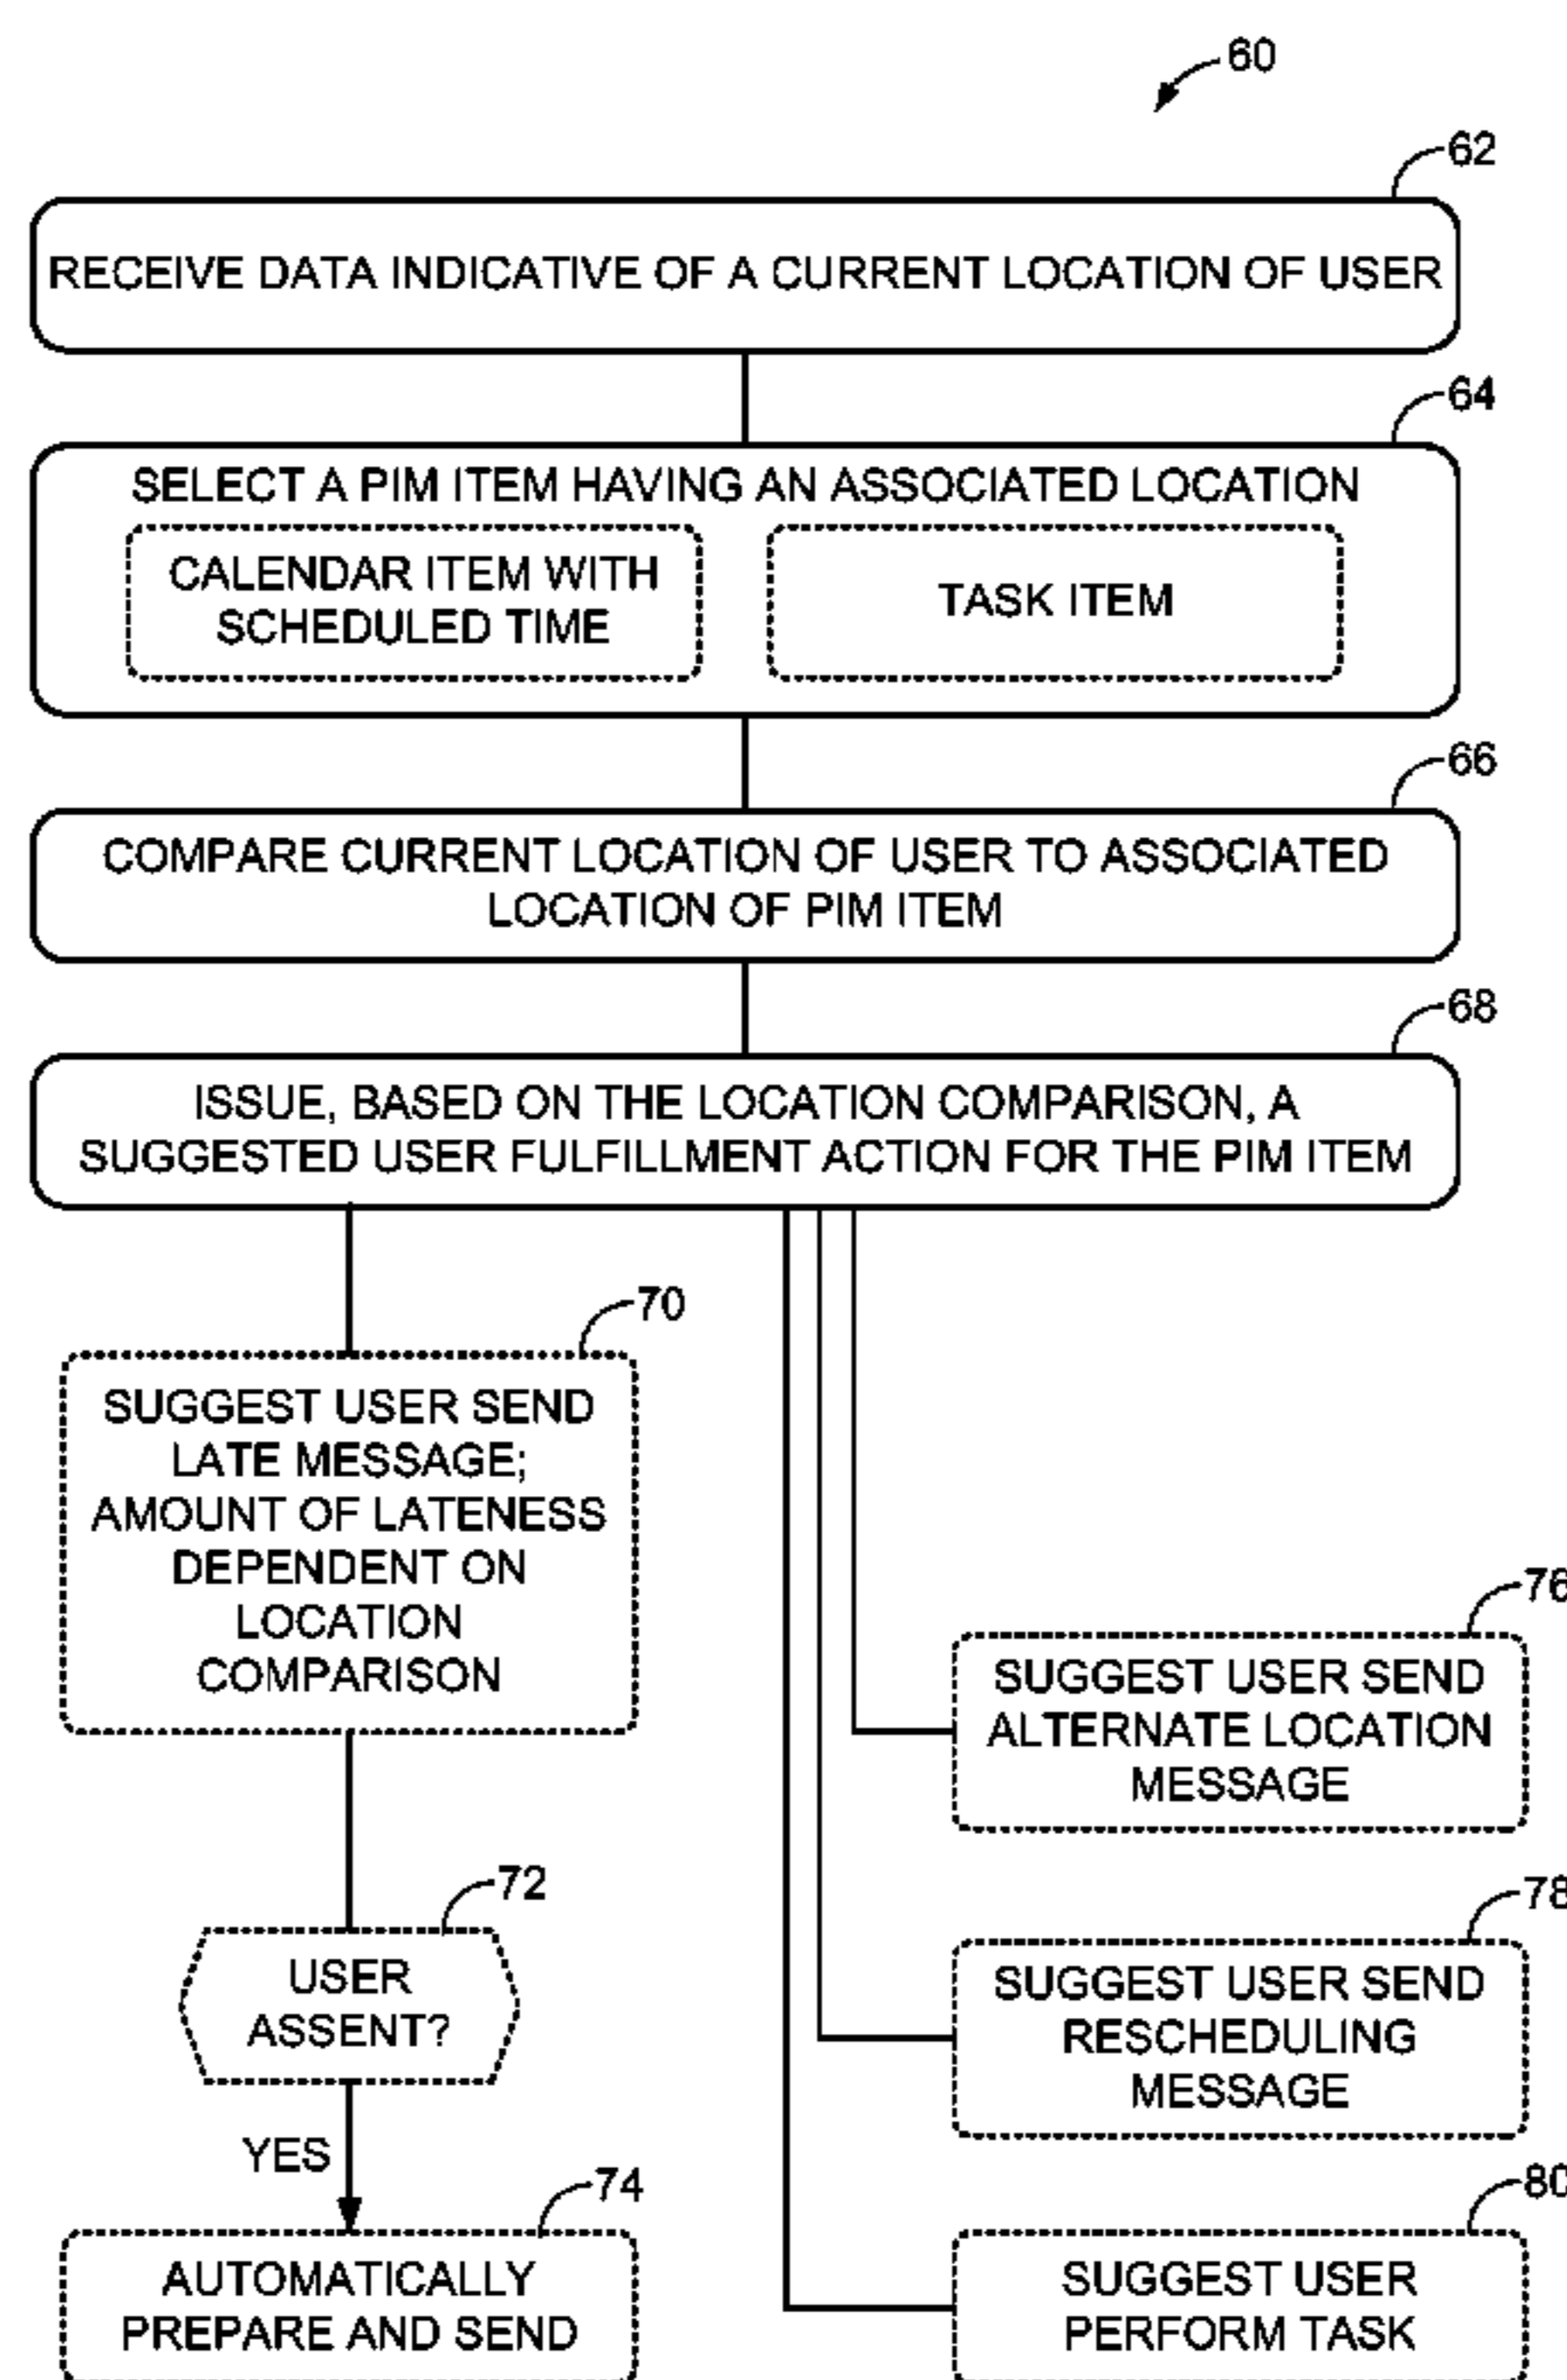 60
62
RECEIVE DATA INDICATIVE OF A CURRENT LOCATION OF USER
64
SELECT A PIM ITEM HAVING AN ASSOCIATED LOCATION
CALENDAR ITEM WITH
SCHEDULED TIME
TASK ITEM
66
COMPARE CURRENT LOCATION OF USER TO ASSOCIATED
LOCATION OF PIM ITEM
68
ISSUE, BASED ON THE LOCATION COMPARISON, A
SUGGESTED USER FULFILLMENT ACTION FOR THE PIM ITEM
70
SUGGEST USER SEND
LATE MESSAGE;
AMOUNT OF LATENESS
DEPENDENT ON
LOCATION
COMPARISON
72
USER
ASSENT?
YES
74
AUTOMATICALLY
PREPARE AND SEND
76
SUGGEST USER SEND
ALTERNATE LOCATION
MESSAGE
78
SUGGEST USER SEND
RESCHEDULING
MESSAGE
80
SUGGEST USER
PERFORM TASK